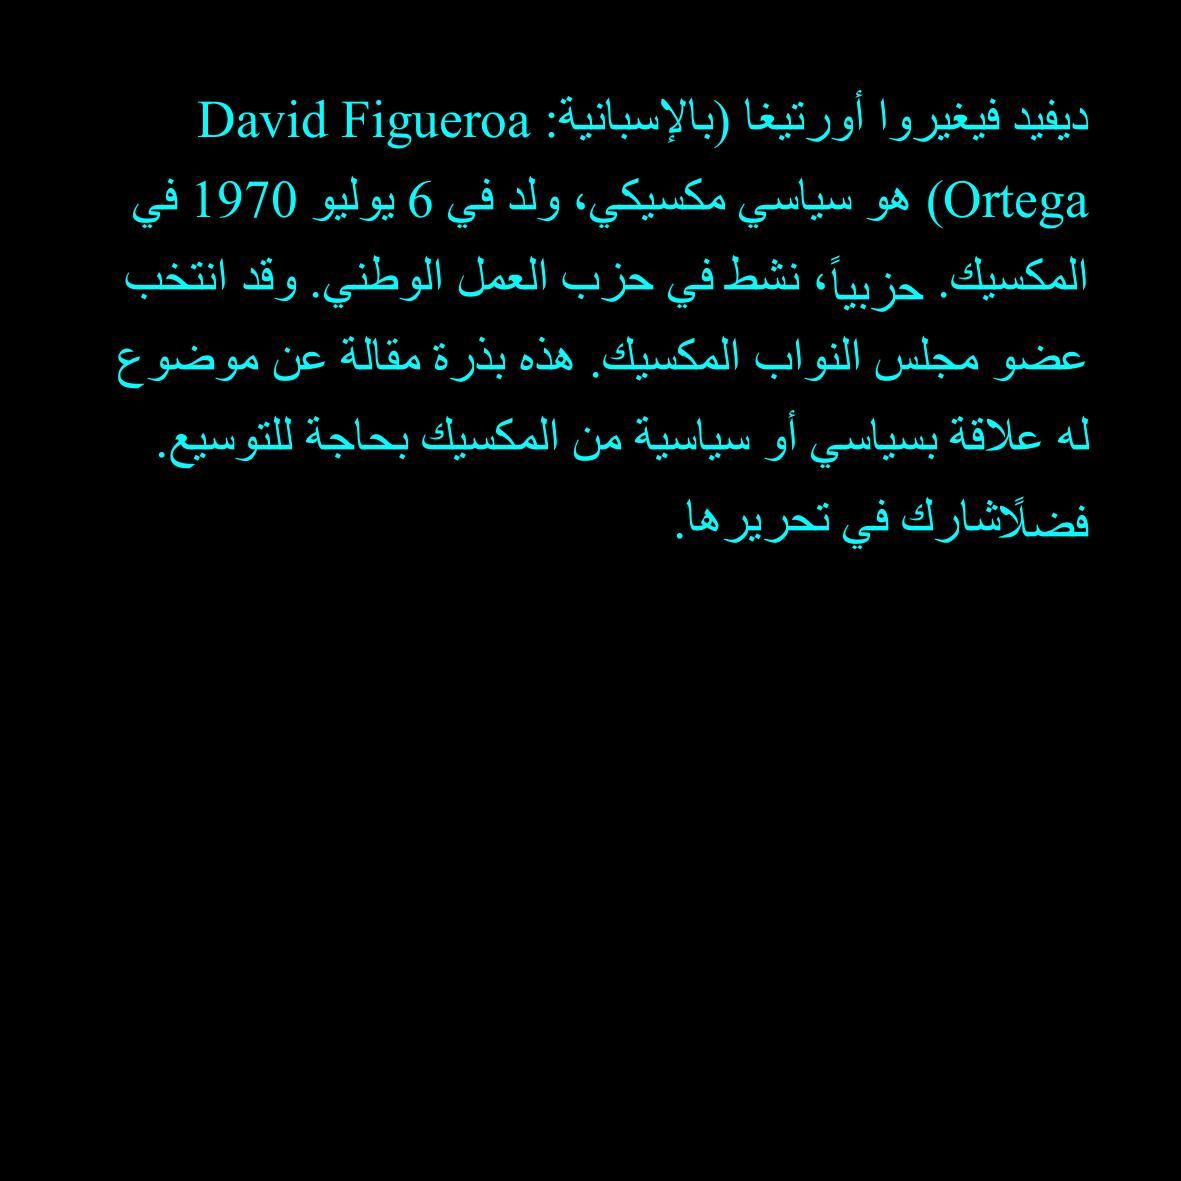 ديفيد فيغيروا أورتيغا (بالإسبانية: David Figueroa
Ortega) هو سياسي مكسيكي، ولد في 6 يوليو 1970 في
المكسيك. حزبياً، نشط في حزب العمل الوطني. وقد انتخب
عضو مجلس النواب المكسيك. هذه بذرة مقالة عن موضوع
له علاقة بسياسي أو سياسية من المكسيك بحاجة للتوسيع.
فضلًاشارك في تحريرها.